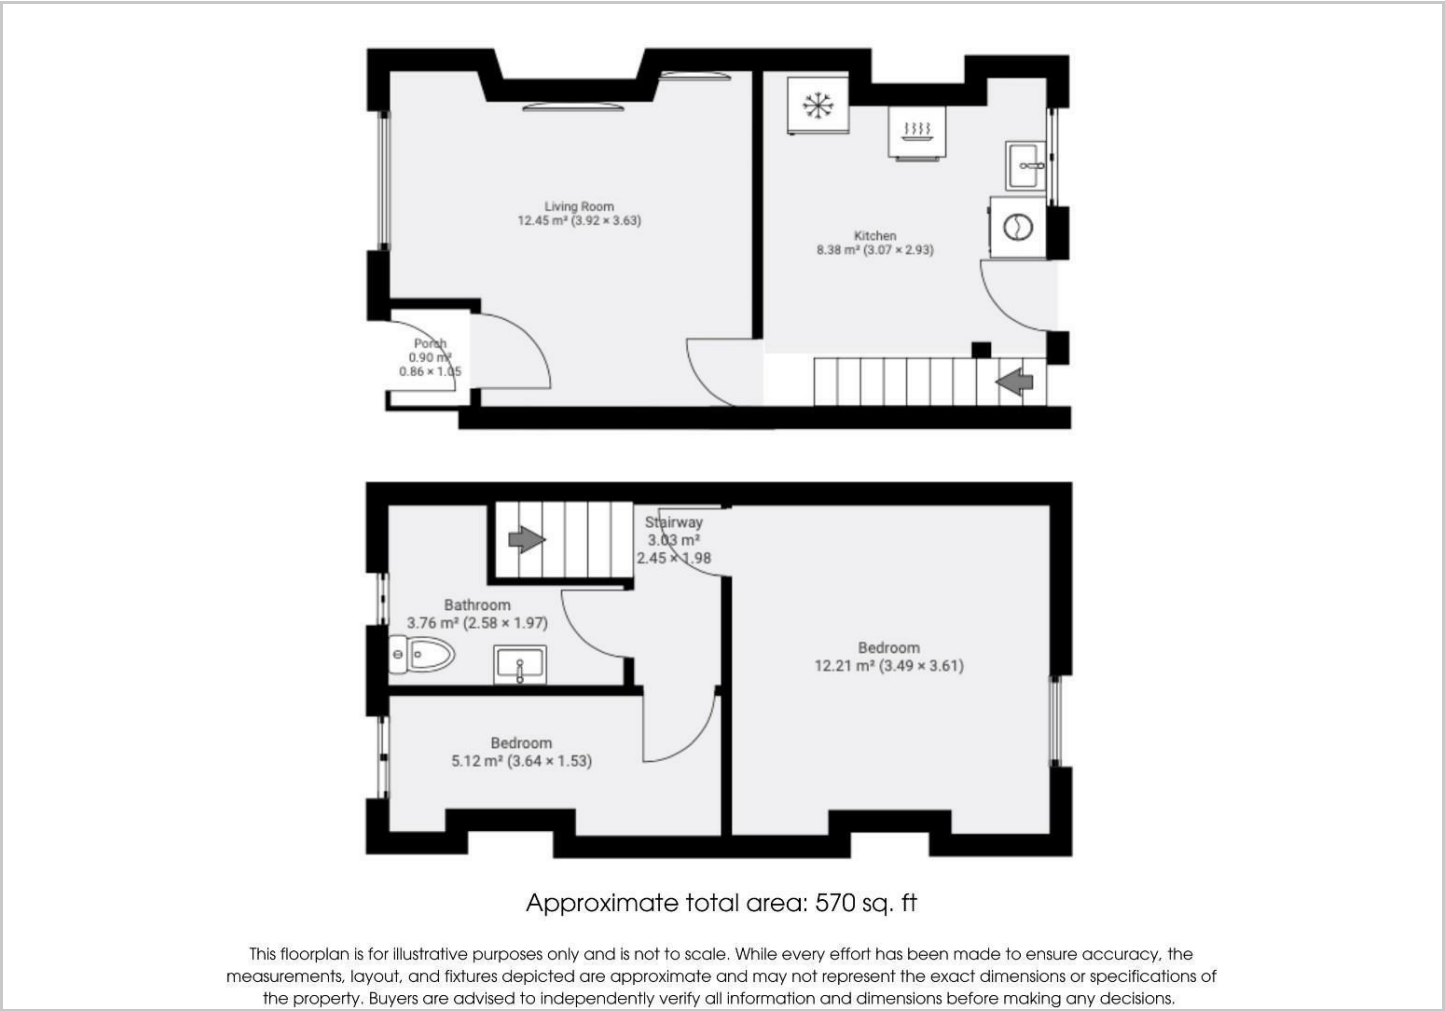 Living Room
12.45 m² (3.92 × 3.63)
Kitchen
8.38 m² (3.07 × 2.93)
Porch
0.90 m²
0.86 × 1.05
Stairway
3.03 m²
2.45 × 1.98
Bathroom
3.76 m² (2.58 × 1.97)
Bedroom
12.21 m² (3.49 × 3.61)
Bedroom
5.12 m² (3.64 × 1.53)
Approximate total area: 570 sq. ft
This floorplan is for illustrative purposes only and is not to scale. While every effort has been made to ensure accuracy, the
measurements, layout, and fixtures depicted are approximate and may not represent the exact dimensions or specifications of
the property. Buyers are advised to independently verify all information and dimensions before making any decisions.